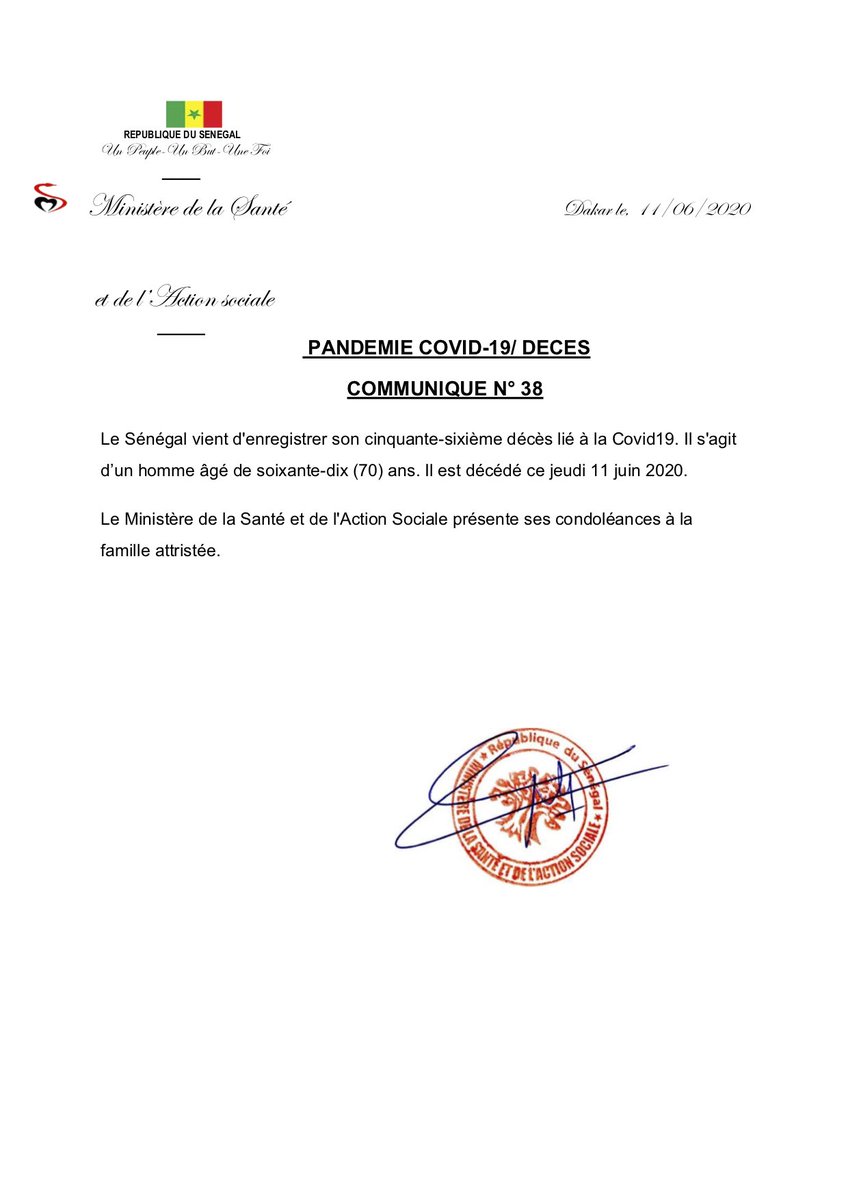 REPUBLIQUE DU SENEGAL
Un Peuple - Un But - Une Foi
Ministère de la Santé
Dakar le, 11/06/2020
et de l'Action sociale
PANDEMIE COVID-19/ DECES
COMMUNIQUE N° 38
Le Sénégal vient d'enregistrer son cinquante-sixième décès lié à la Covid19. Il s'agit
d’un homme âgé de soixante-dix (70) ans. Il est décédé ce jeudi 11 juin 2020.
Le Ministère de la Santé et de l'Action Sociale présente ses condoléances à la
famille attristée.
République du Sénégal
MINISTÈRE DE LA SANTÉ ET DE L'ACTION SOCIALE